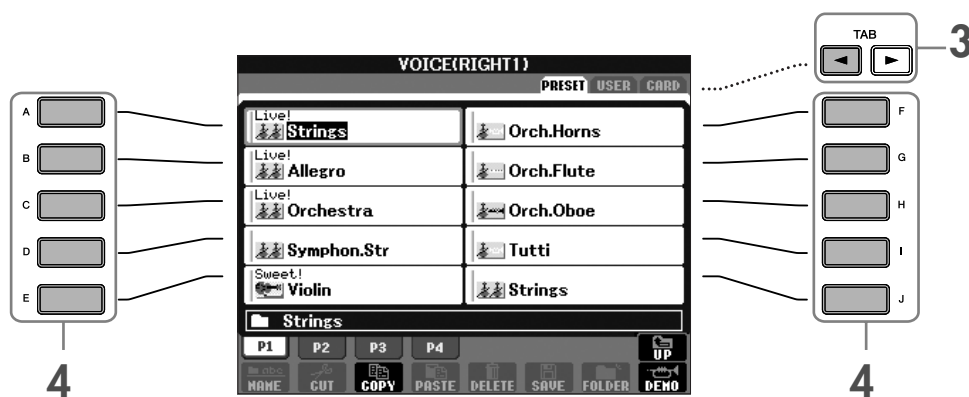 TAB
3
VOICE(RIGHT1)
PRESET USER CARD
A
Live!
Strings
Orch.Horns
F
B
Live!
Allegro
Orch.Flute
G
C
Live!
Orchestra
Orch.Oboe
H
D
Symphon.Str
Tutti
I
E
Sweet!
Violin
Strings
J
Strings
P1 P2 P3 P4 UP
NAME CUT COPY PASTE DELETE SAVE FOLDER DEMO
4
4